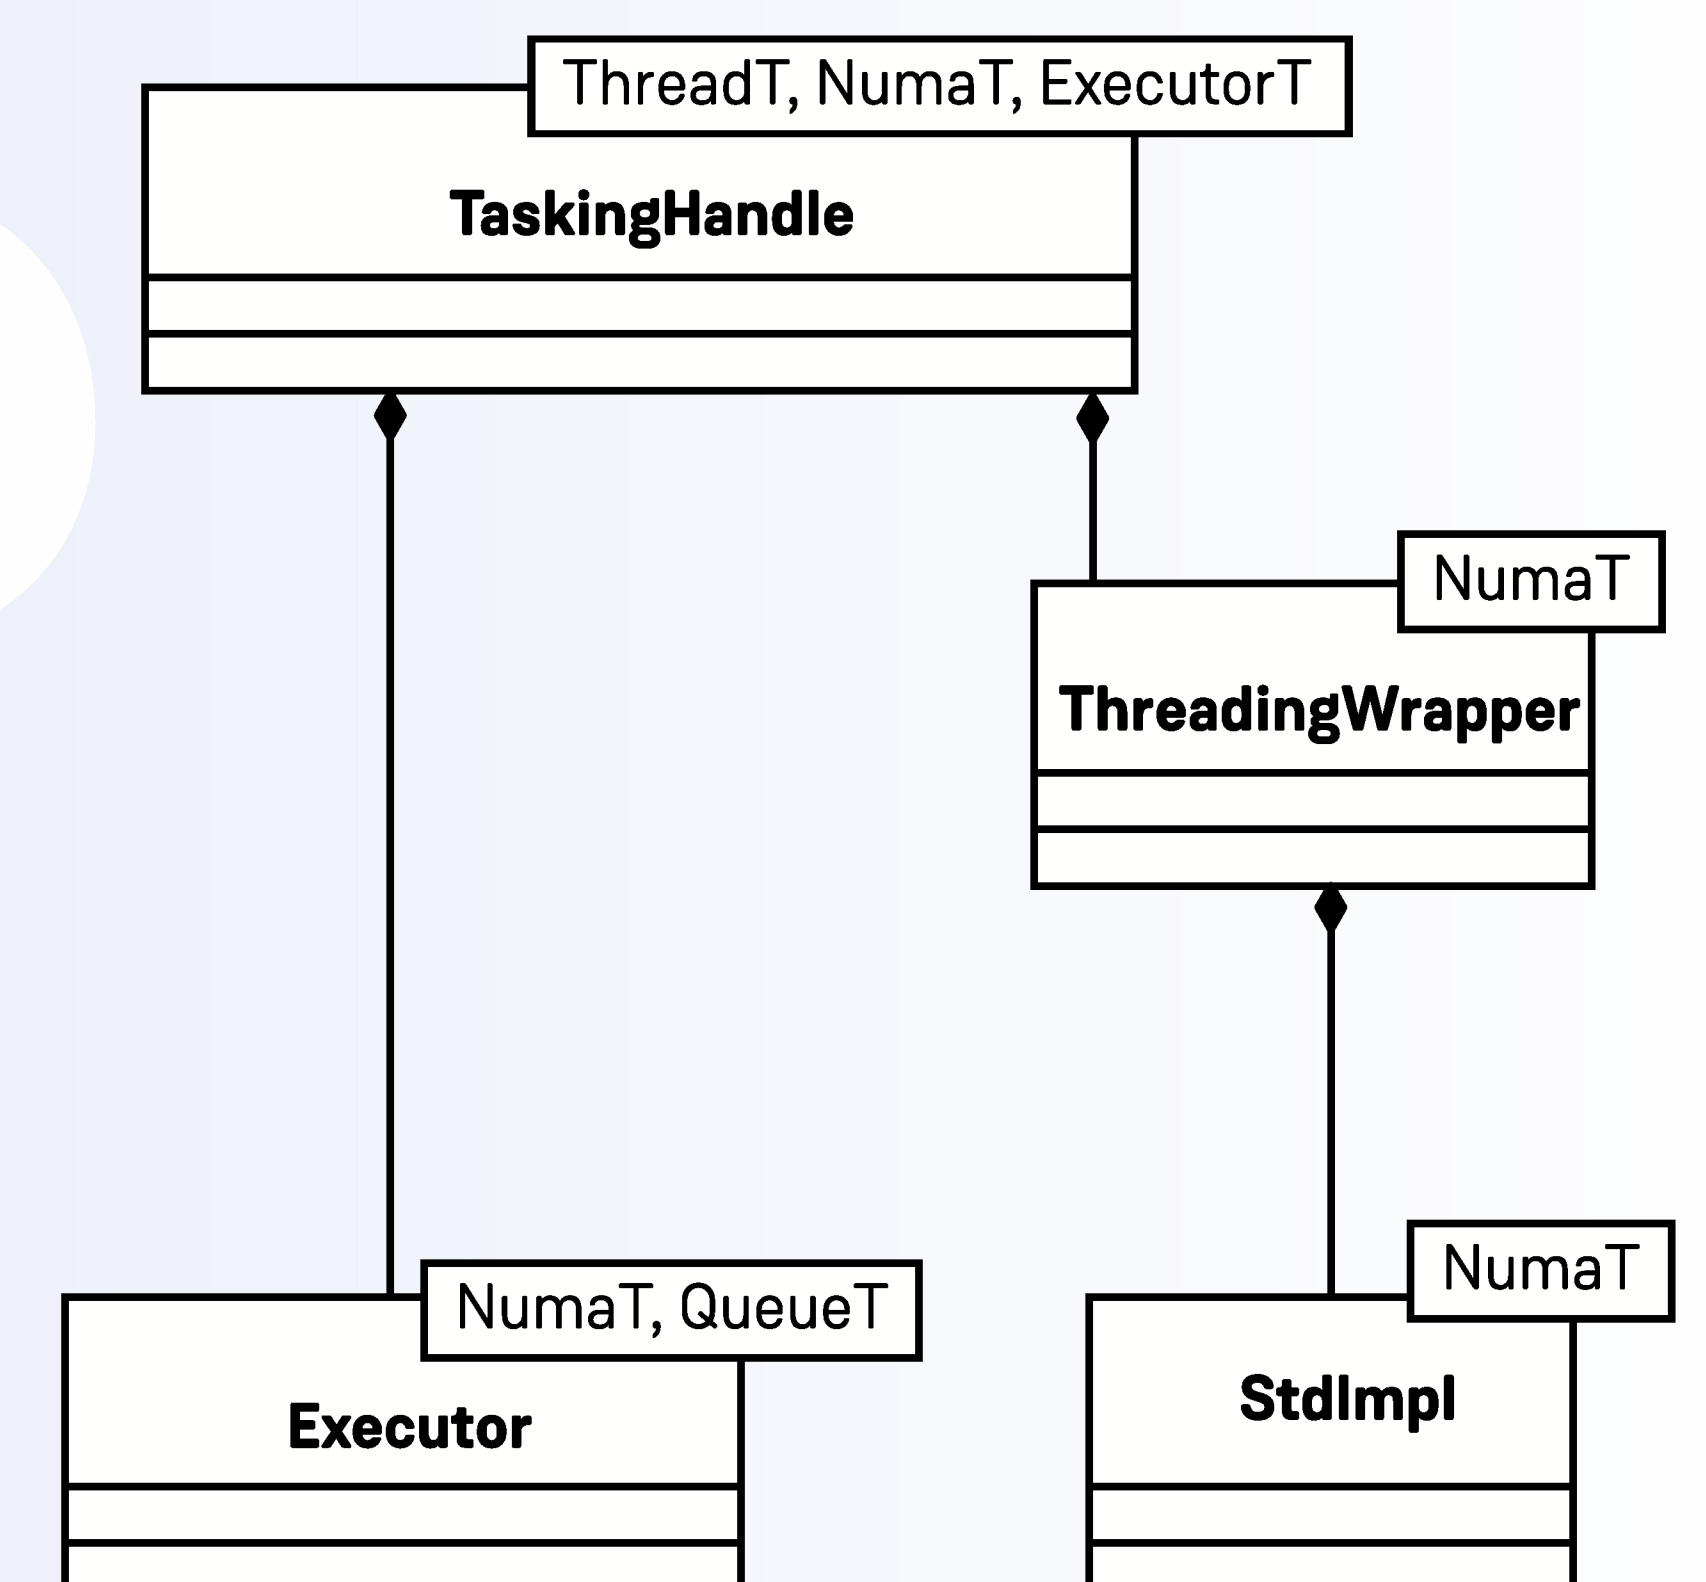 ThreadT, NumaT, ExecutorT
TaskingHandle
NumaT
ThreadingWrapper
NumaT, QueueT
Executor
NumaT
StdImpl